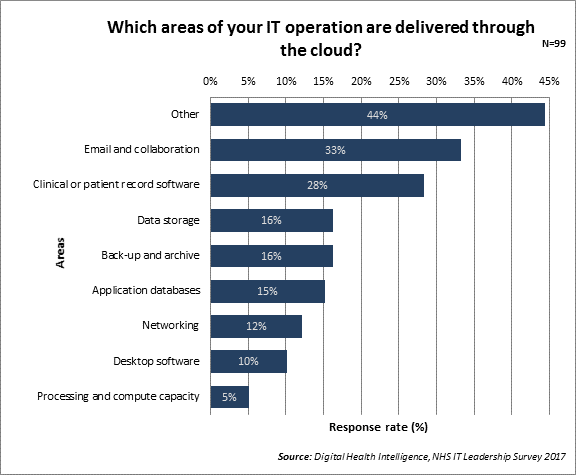 Which areas of your IT operation are delivered through
the cloud?
N=99
0% 5% 10% 15% 20% 25% 30% 35% 40% 45%
Other 44%
Email and collaboration 33%
Clinical or patient record software 28%
Data storage 16%
Back-up and archive 16%
Application databases 15%
Networking 12%
Desktop software 10%
Processing and compute capacity 5%
Areas
Response rate (%)
Source: Digital Health Intelligence, NHS IT Leadership Survey 2017